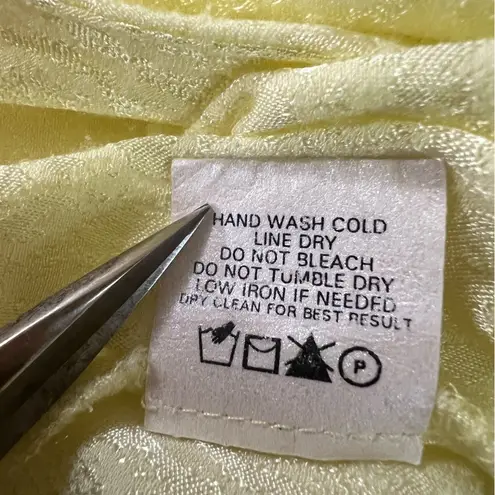 HAND WASH COLD
LINE DRY
DO NOT BLEACH
DO NOT TUMBLE DRY
LOW IRON IF NEEDED
DRY CLEAN FOR BEST RESULT
P